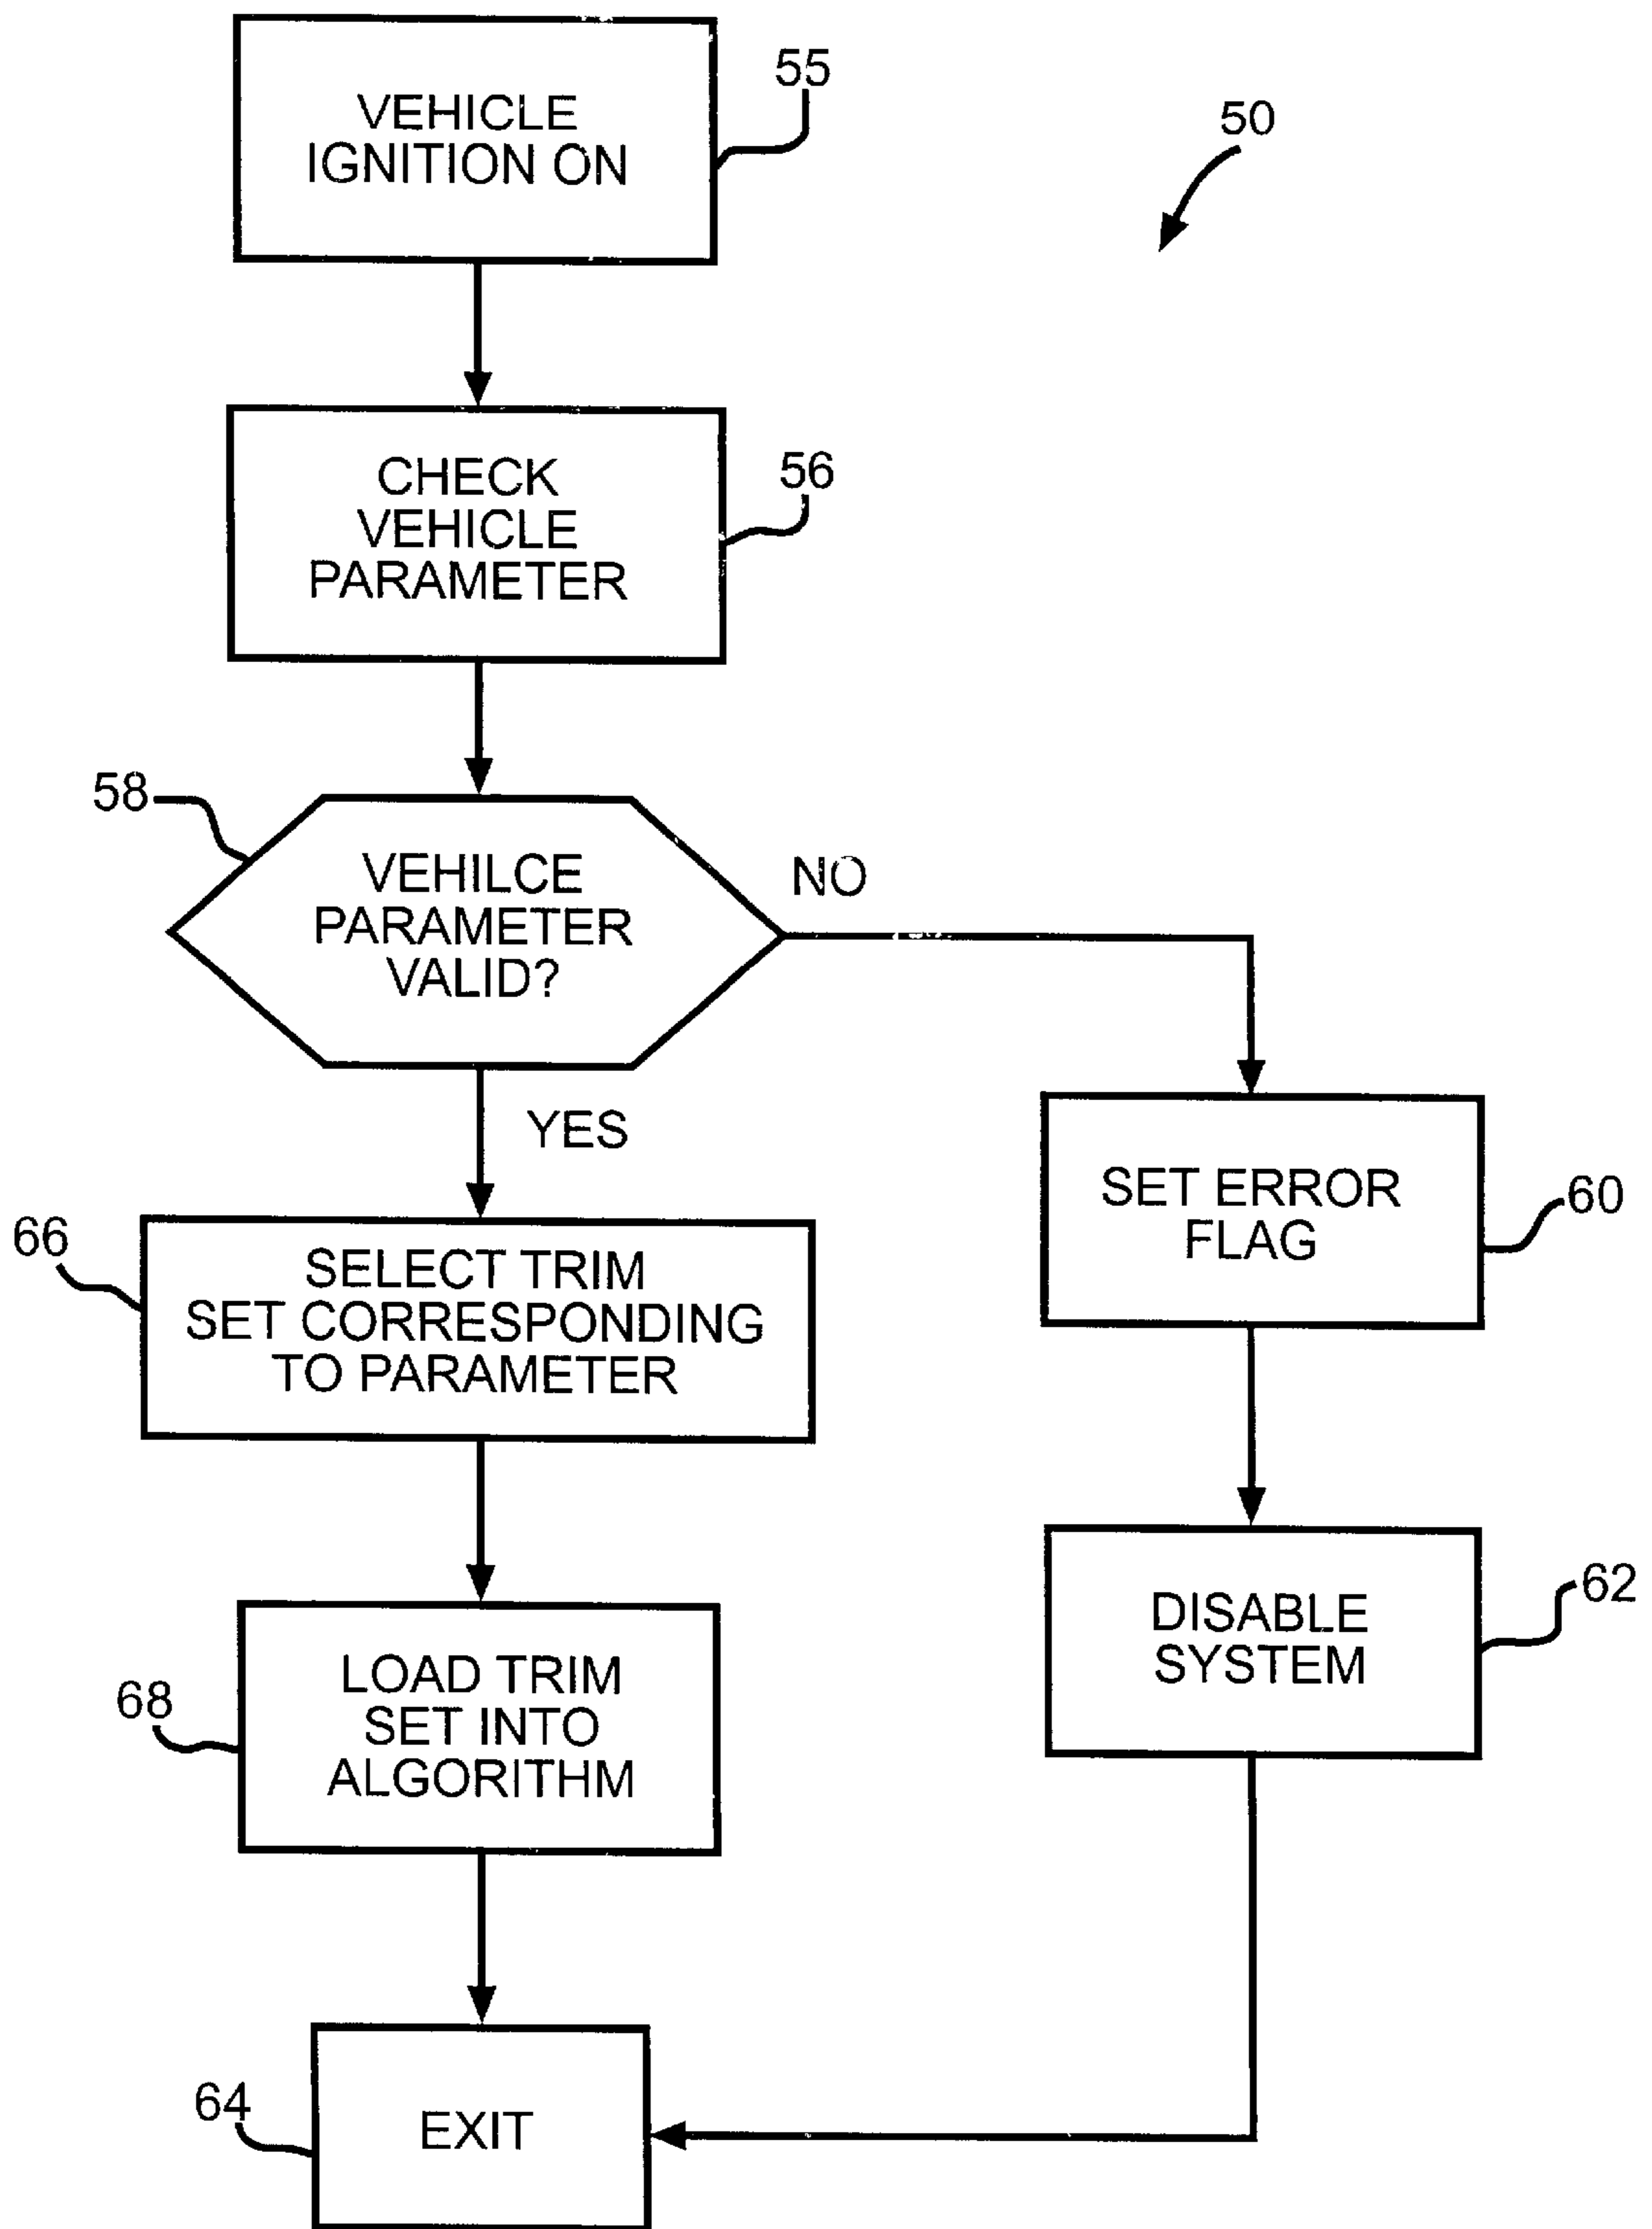 55
VEHICLE
IGNITION ON
50
CHECK
VEHICLE
PARAMETER
56
58
VEHILCE
PARAMETER
VALID?
NO
YES
SET ERROR
FLAG
60
66
SELECT TRIM
SET CORRESPONDING
TO PARAMETER
DISABLE
SYSTEM
62
68
LOAD TRIM
SET INTO
ALGORITHM
64
EXIT